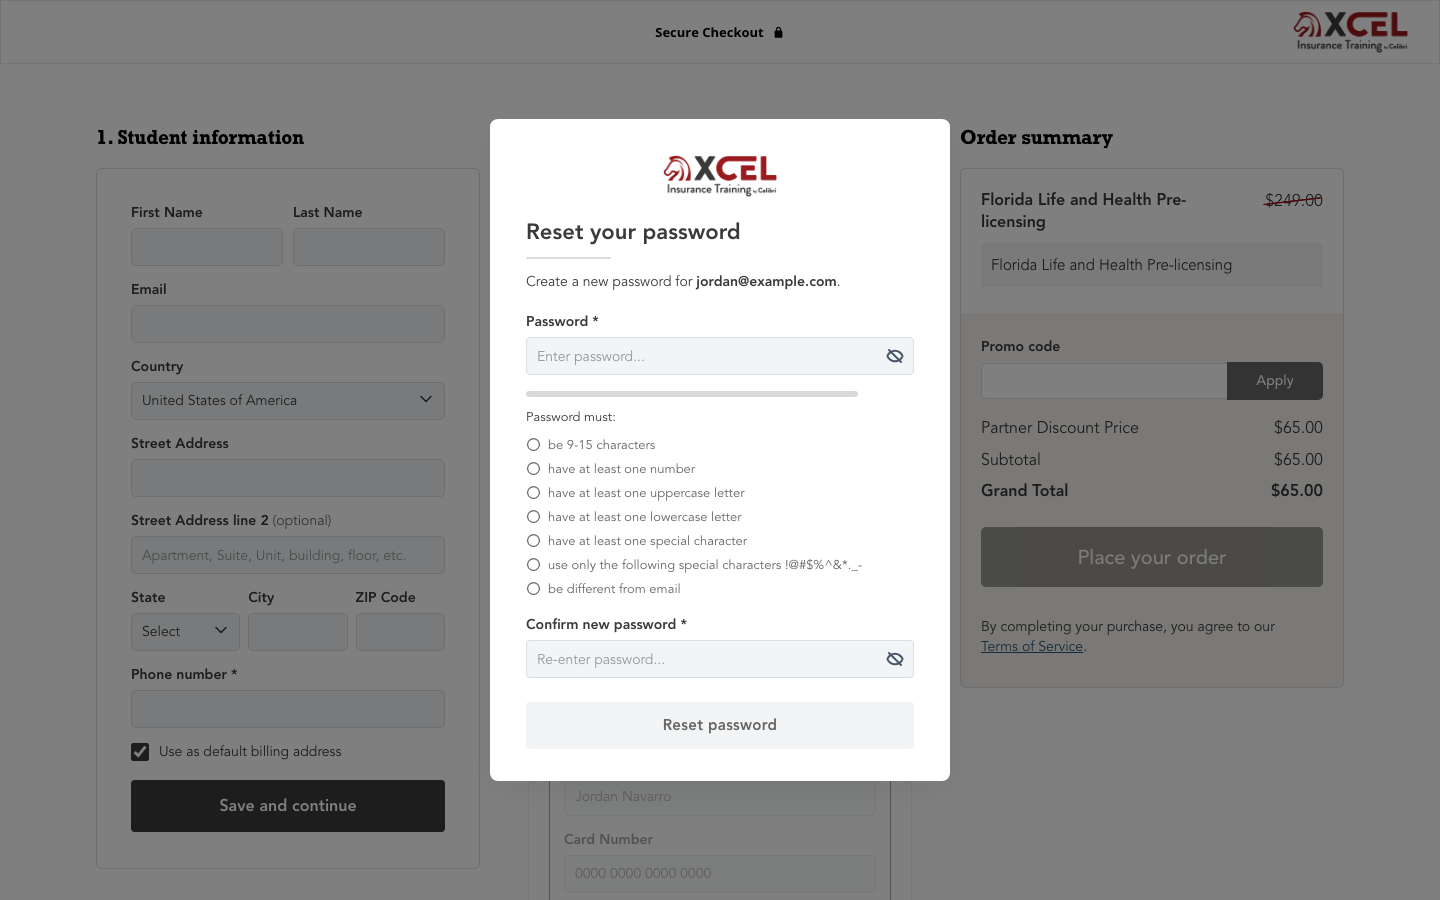 Secure Checkout
XCEL
Insurance Training by Colibri
1. Student information
First Name
Last Name
Email
Country
United States of America
Street Address
Street Address line 2 (optional)
Apartment, Suite, Unit, building, floor, etc.
State
City
ZIP Code
Select
Phone number *
Use as default billing address
Save and continue
XCEL
Insurance Training by Colibri
Reset your password
Create a new password for jordan@example.com.
Password *
Enter password...
Password must:
be 9-15 characters
have at least one number
have at least one uppercase letter
have at least one lowercase letter
have at least one special character
use only the following special characters !@#$%^&*._-
be different from email
Confirm new password *
Re-enter password...
Reset password
Jordan Navarro
Card Number
0000 0000 0000 0000
Order summary
Florida Life and Health Pre-
licensing
$249.00
Florida Life and Health Pre-licensing
Promo code
Apply
Partner Discount Price $65.00
Subtotal $65.00
Grand Total $65.00
Place your order
By completing your purchase, you agree to our
Terms of Service.